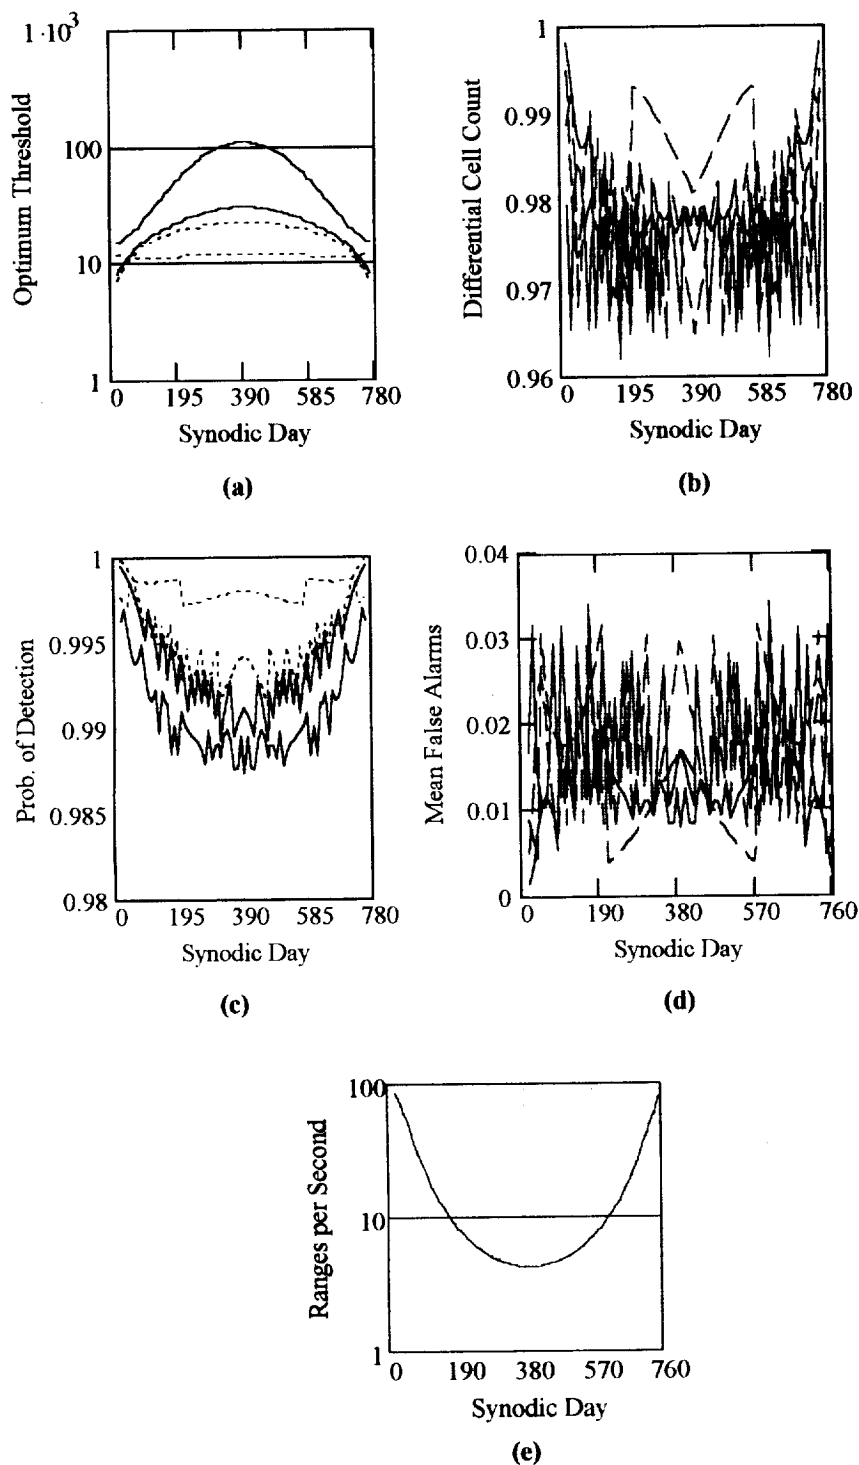 1·10³
100
10
1
Optimum Threshold
0 195 390 585 780
Synodic Day
(a)
1
0.99
0.98
0.97
0.96
Differential Cell Count
0 195 390 585 780
Synodic Day
(b)
1
0.995
0.99
0.985
0.98
Prob. of Detection
0 195 390 585 780
Synodic Day
(c)
0.04
0.03
0.02
0.01
0
Mean False Alarms
0 190 380 570 760
Synodic Day
(d)
100
10
1
Ranges per Second
0 190 380 570 760
Synodic Day
(e)